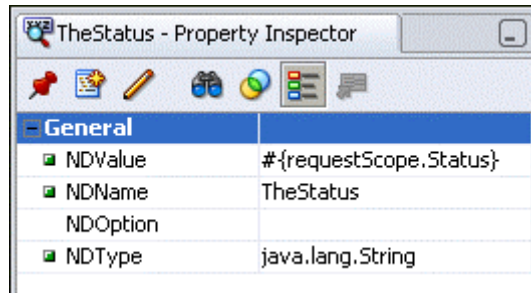 TheStatus - Property Inspector
General
NDValue #{requestScope.Status}
NDName TheStatus
NDOption
NDType java.lang.String